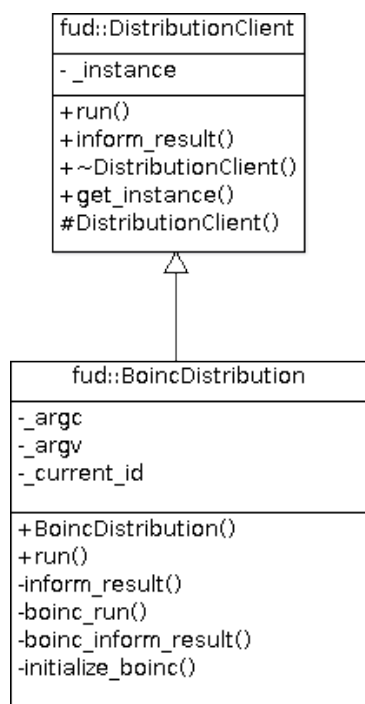 fud::DistributionClient
- _instance
+run()
+inform_result()
+~DistributionClient()
+get_instance()
#DistributionClient()
fud::BoincDistribution
-_argc
-_argv
-_current_id
+BoincDistribution()
+run()
-inform_result()
-boinc_run()
-boinc_inform_result()
-initialize_boinc()